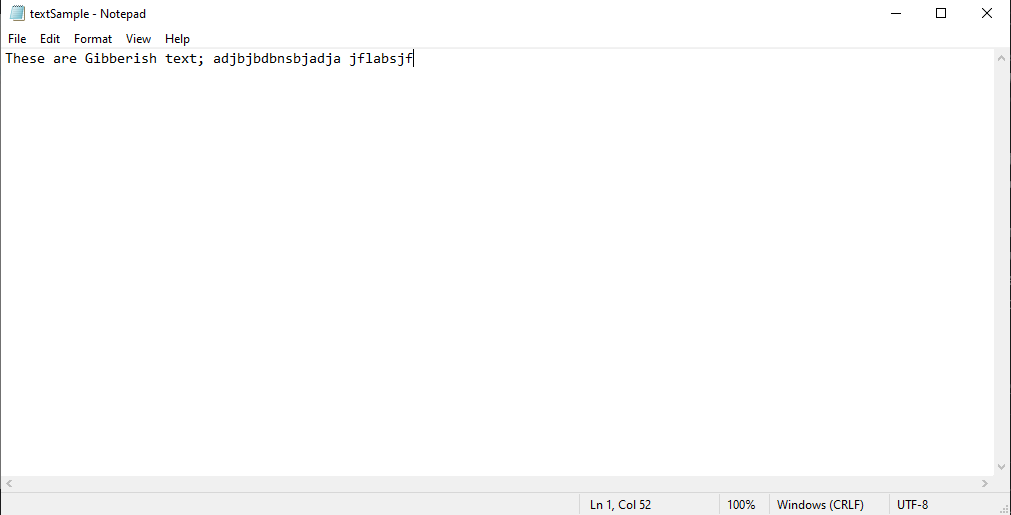 textSample - Notepad
File Edit Format View Help
These are Gibberish text; adjbjbdbnsbjadja jflabsjf
Ln 1, Col 52 100% Windows (CRLF) UTF-8